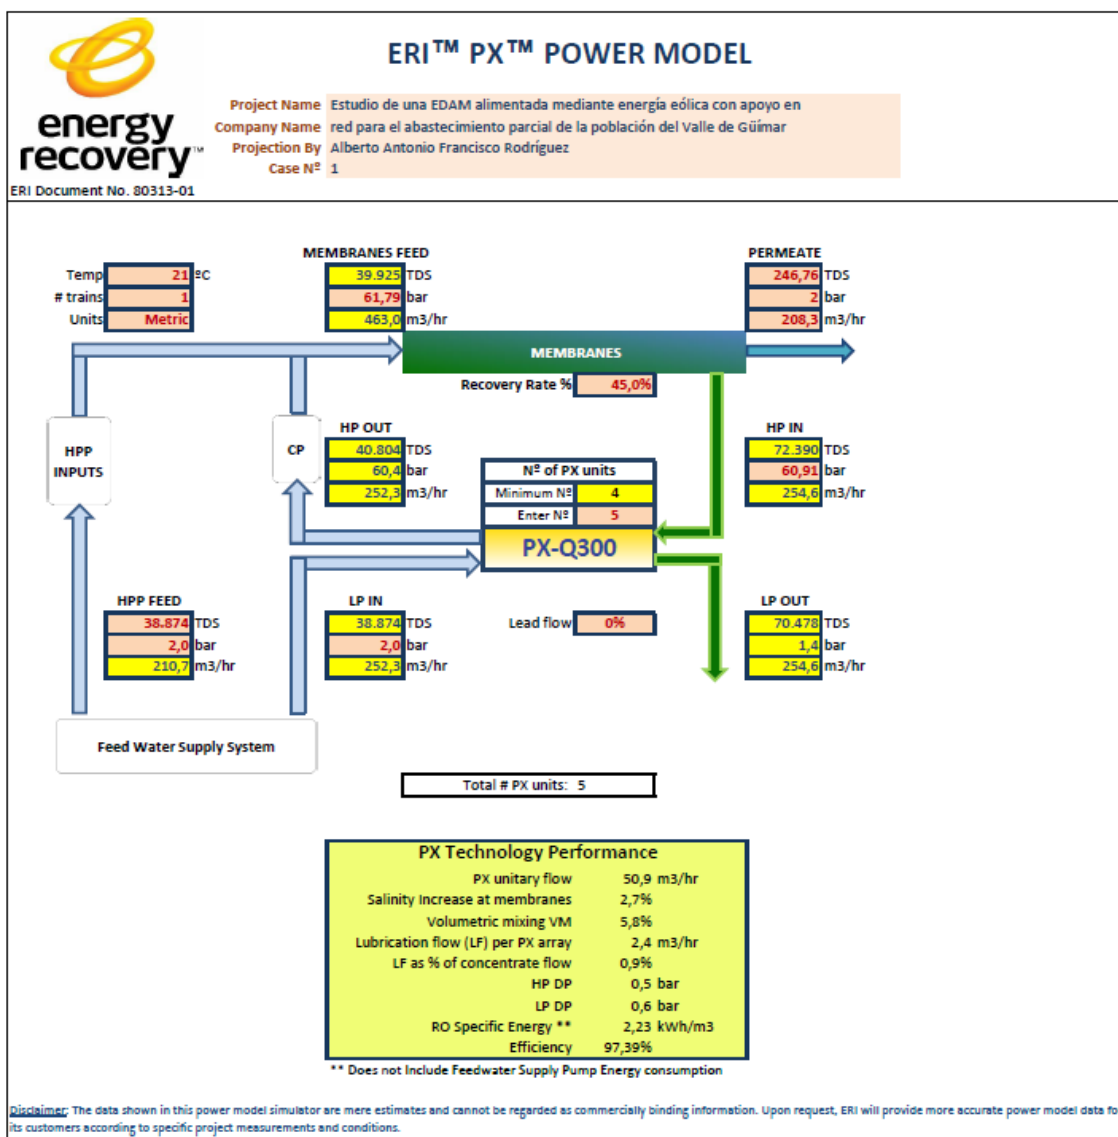 ERI™ PX™ POWER MODEL
energy
recovery™
ERI Document No. 80313-01
Project Name Estudio de una EDAM alimentada mediante energía eólica con apoyo en
Company Name red para el abastecimiento parcial de la población del Valle de Güímar
Projection By Alberto Antonio Francisco Rodríguez
Case Nº 1
Temp 21 ºC
# trains 1
Units Metric
MEMBRANES FEED
39.925 TDS
61,79 bar
463,0 m3/hr
PERMEATE
246,76 TDS
2 bar
208,3 m3/hr
MEMBRANES
Recovery Rate % 45,0%
HPP
INPUTS
CP
HP OUT
40.804 TDS
60,4 bar
252,3 m3/hr
Nº of PX units
Minimum Nº 4
Enter Nº 5
PX-Q300
HP IN
72.390 TDS
60,91 bar
254,6 m3/hr
HPP FEED
38.874 TDS
2,0 bar
210,7 m3/hr
LP IN
38.874 TDS
2,0 bar
252,3 m3/hr
Lead flow 0%
LP OUT
70.478 TDS
1,4 bar
254,6 m3/hr
Feed Water Supply System
Total # PX units: 5
PX Technology Performance
PX unitary flow 50,9 m3/hr
Salinity Increase at membranes 2,7%
Volumetric mixing VM 5,8%
Lubrication flow (LF) per PX array 2,4 m3/hr
LF as % of concentrate flow 0,9%
HP DP 0,5 bar
LP DP 0,6 bar
RO Specific Energy ** 2,23 kWh/m3
Efficiency 97,39%
** Does not Include Feedwater Supply Pump Energy consumption
Disclaimer: The data shown in this power model simulator are mere estimates and cannot be regarded as commercially binding information. Upon request, ERI will provide more accurate power model data fo
its customers according to specific project measurements and conditions.